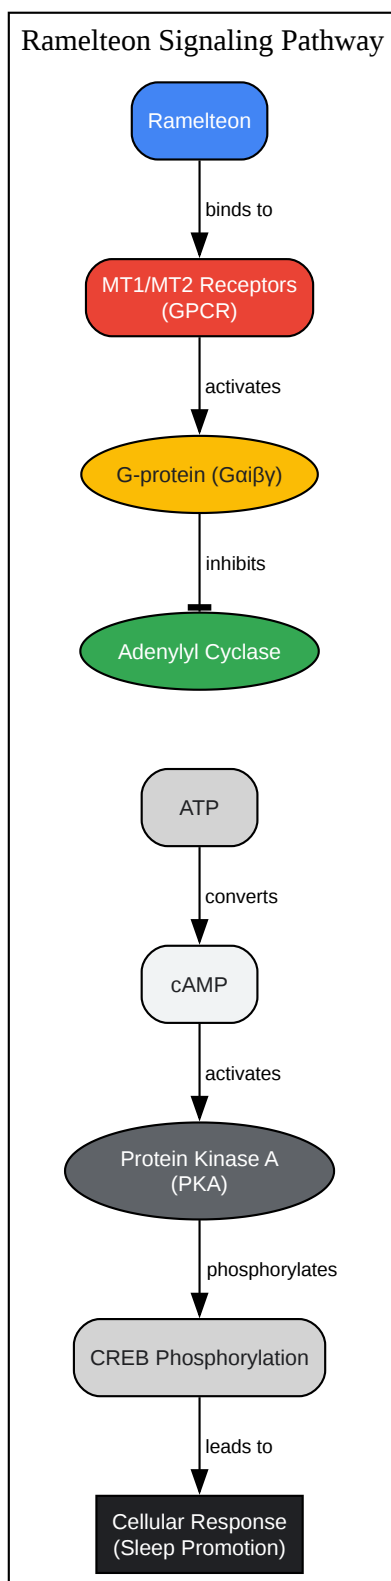 Ramelteon Signaling Pathway
Ramelteon
binds to
MT1/MT2 Receptors
(GPCR)
activates
G-protein (Gαiβγ)
inhibits
Adenylyl Cyclase
ATP
converts
cAMP
activates
Protein Kinase A
(PKA)
phosphorylates
CREB Phosphorylation
leads to
Cellular Response
(Sleep Promotion)